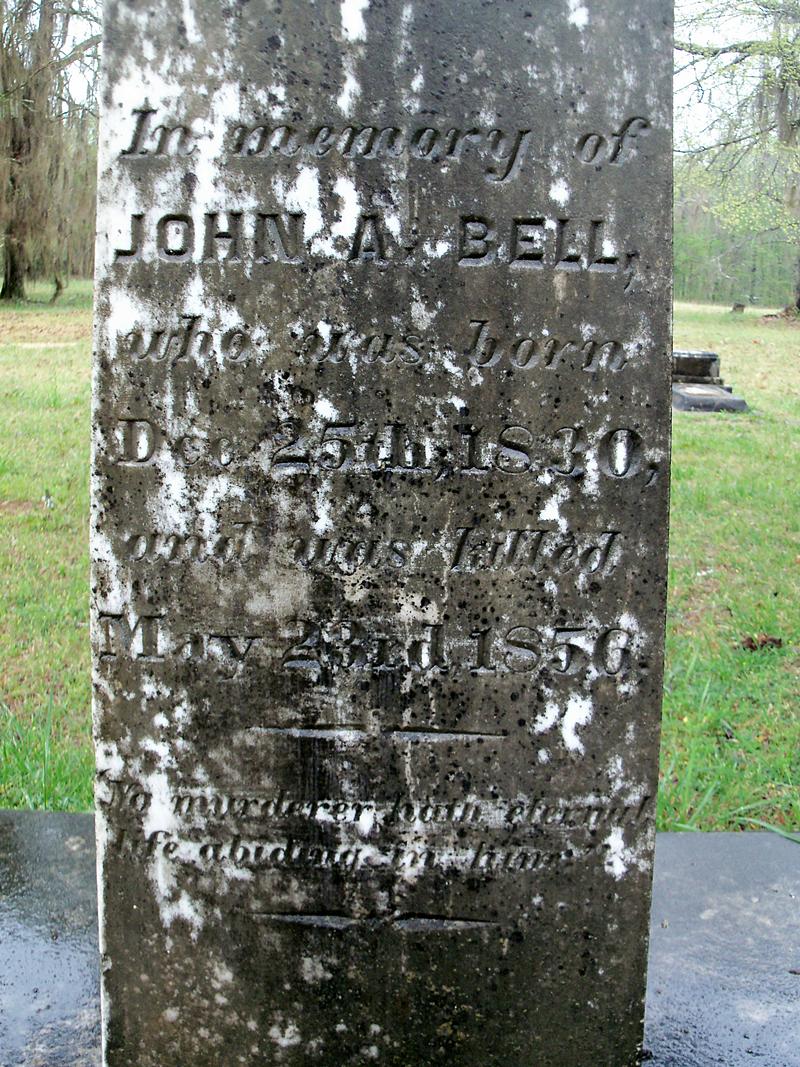 In memory of
JOHN A. BELL,
who was born
Dec 25th, 1830,
and was killed
May 23rd, 1856.
"No murderer hath eternal
life abiding in him."